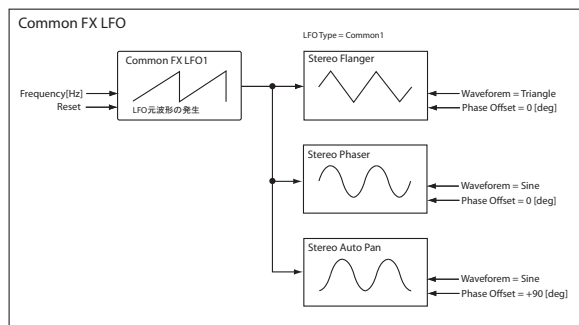 Common FX LFO
LFO Type = Common1
Common FX LFO1
Stereo Flanger
Frequency[Hz]
Reset
LFO元波形の発生
Waveforem = Triangle
Phase Offset = 0 [deg]
Stereo Phaser
Waveforem = Sine
Phase Offset = 0 [deg]
Stereo Auto Pan
Waveforem = Sine
Phase Offset = +90 [deg]